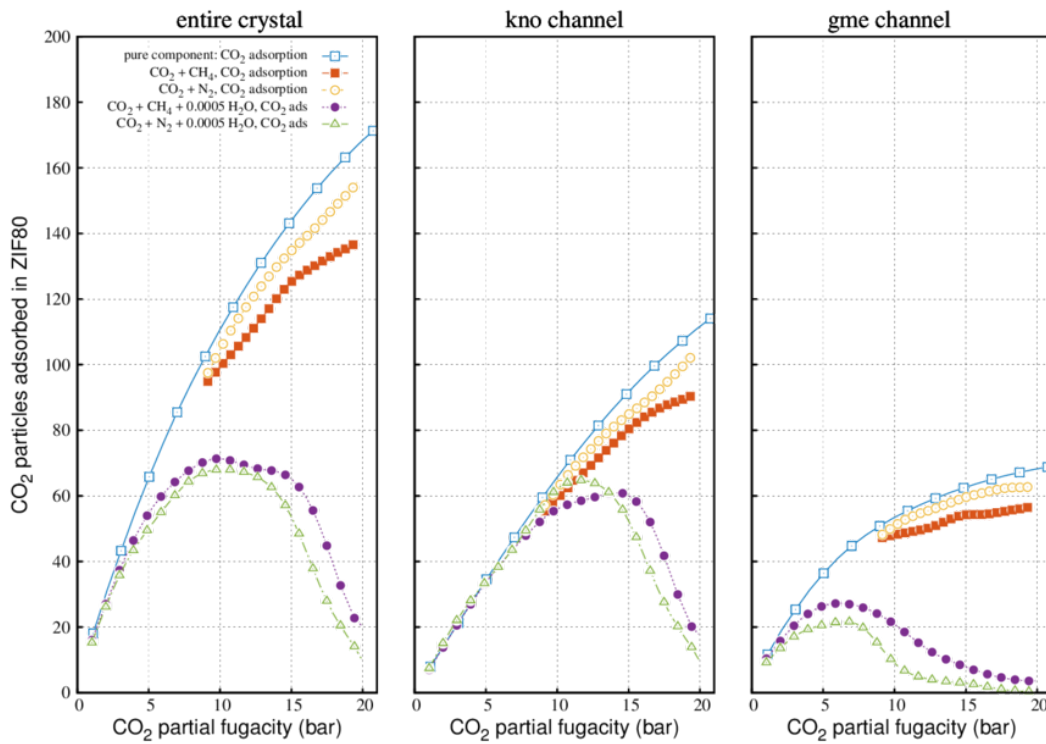 entire crystal
kno channel
gme channel
CO2 particles adsorbed in ZIF80
200
180
160
140
120
100
80
60
40
20
0
pure component: CO2 adsorption
CO2 + CH4, CO2 adsorption
CO2 + N2, CO2 adsorption
CO2 + CH4 + 0.0005 H2O, CO2 ads
CO2 + N2 + 0.0005 H2O, CO2 ads
0 5 10 15 20
0 5 10 15 20
0 5 10 15 20
CO2 partial fugacity (bar)
CO2 partial fugacity (bar)
CO2 partial fugacity (bar)